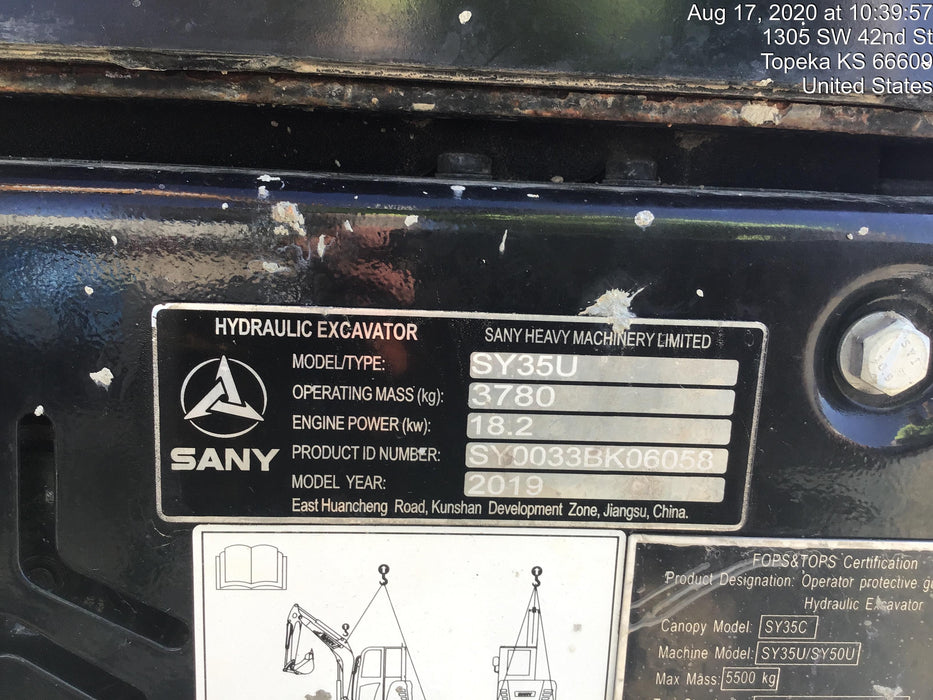 Aug 17, 2020 at 10:39:57
1305 SW 42nd St
Topeka KS 66609
United States
HYDRAULIC EXCAVATOR
SANY HEAVY MACHINERY LIMITED
MODEL/TYPE: SY35U
OPERATING MASS (kg): 3780
ENGINE POWER (kw): 18.2
PRODUCT ID NUMBER: SY0033BK06058
MODEL YEAR: 2019
SANY
East Huancheng Road, Kunshan Development Zone, Jiangsu, China.
SANY
FOPS&TOPS Certification
Product Designation: Operator protective
Hydraulic Excavator
Canopy Model: SY35C
Machine Model: SY35U/SY50U
Max Mass: 5500 kg